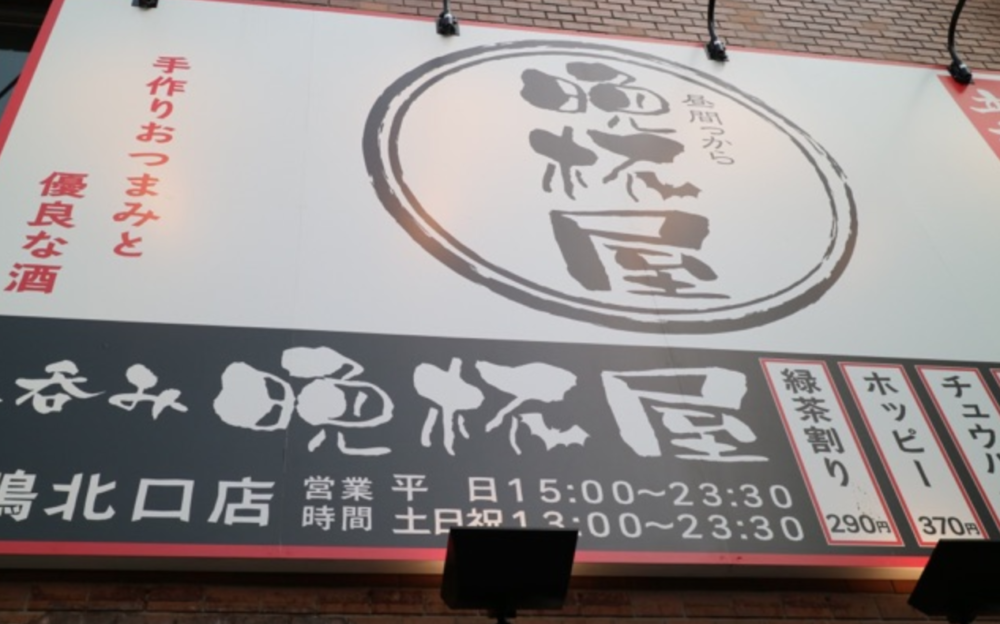 手作りおつまみと
優良な酒
昼間っから
晩杯屋
呑み 晩杯屋
鴨北口店
営業時間
平 日15:00〜23:30
土日祝13:00〜23:30
緑茶割り
290円
ホッピー
370円
チュウハ